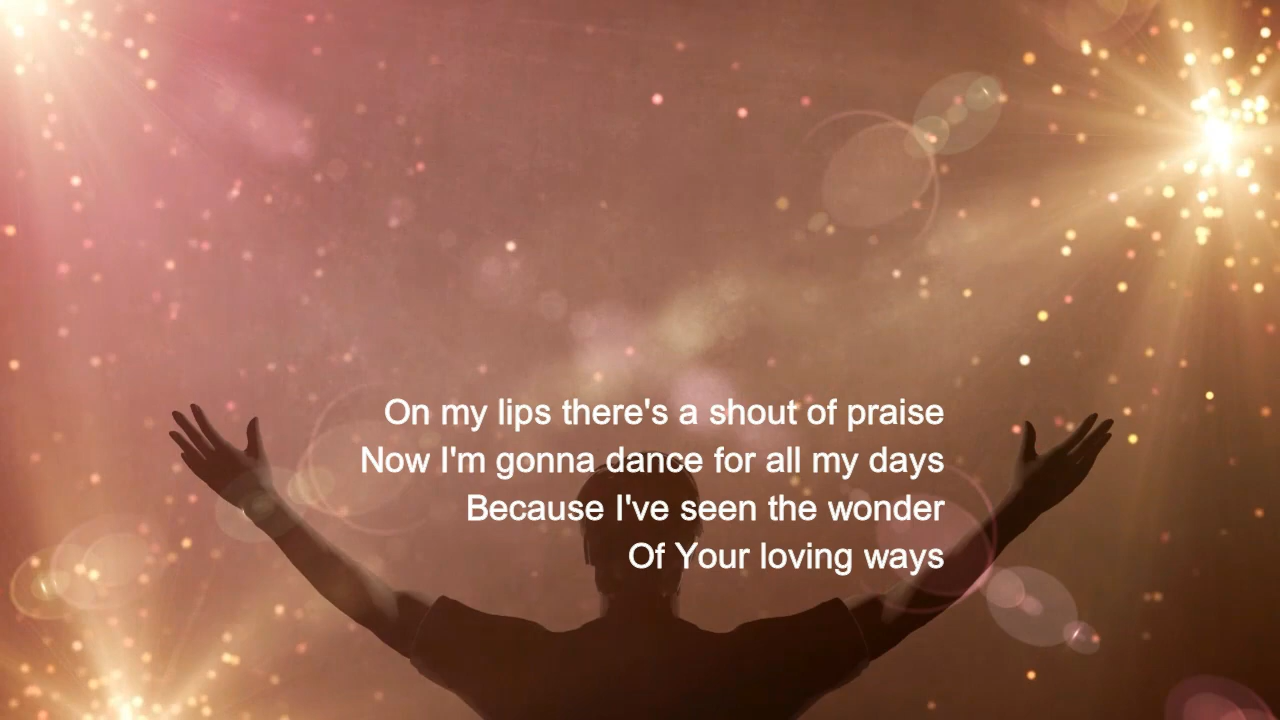 On my lips there's a shout of praise
Now I'm gonna dance for all my days
Because I've seen the wonder
Of Your loving ways